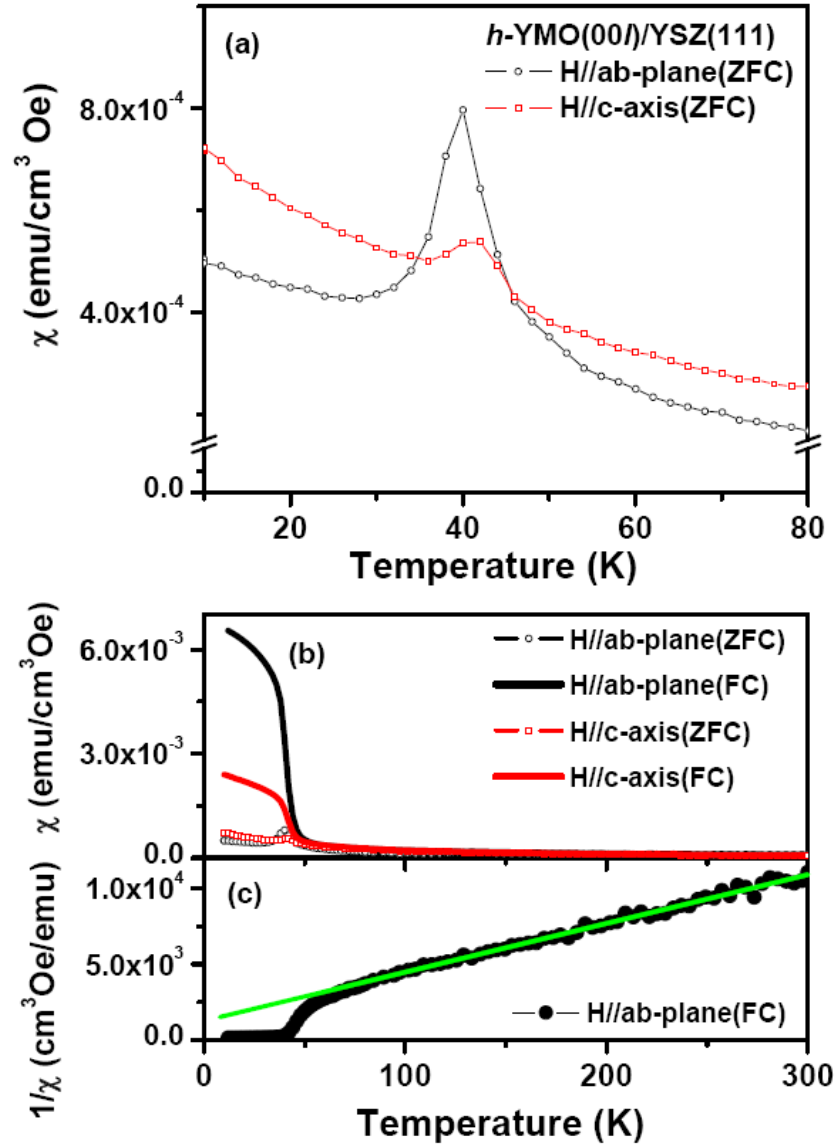 (a)
h-YMO(00l)/YSZ(111)
H//ab-plane(ZFC)
H//c-axis(ZFC)
χ (emu/cm³ Oe)
8.0x10⁻⁴
4.0x10⁻⁴
0.0
20 40 60 80
Temperature (K)
(b)
H//ab-plane(ZFC)
H//ab-plane(FC)
H//c-axis(ZFC)
H//c-axis(FC)
χ (emu/cm³Oe)
6.0x10⁻³
3.0x10⁻³
0.0
(c)
H//ab-plane(FC)
1/χ (cm³Oe/emu)
1.0x10⁴
5.0x10³
0.0
0 100 200 300
Temperature (K)